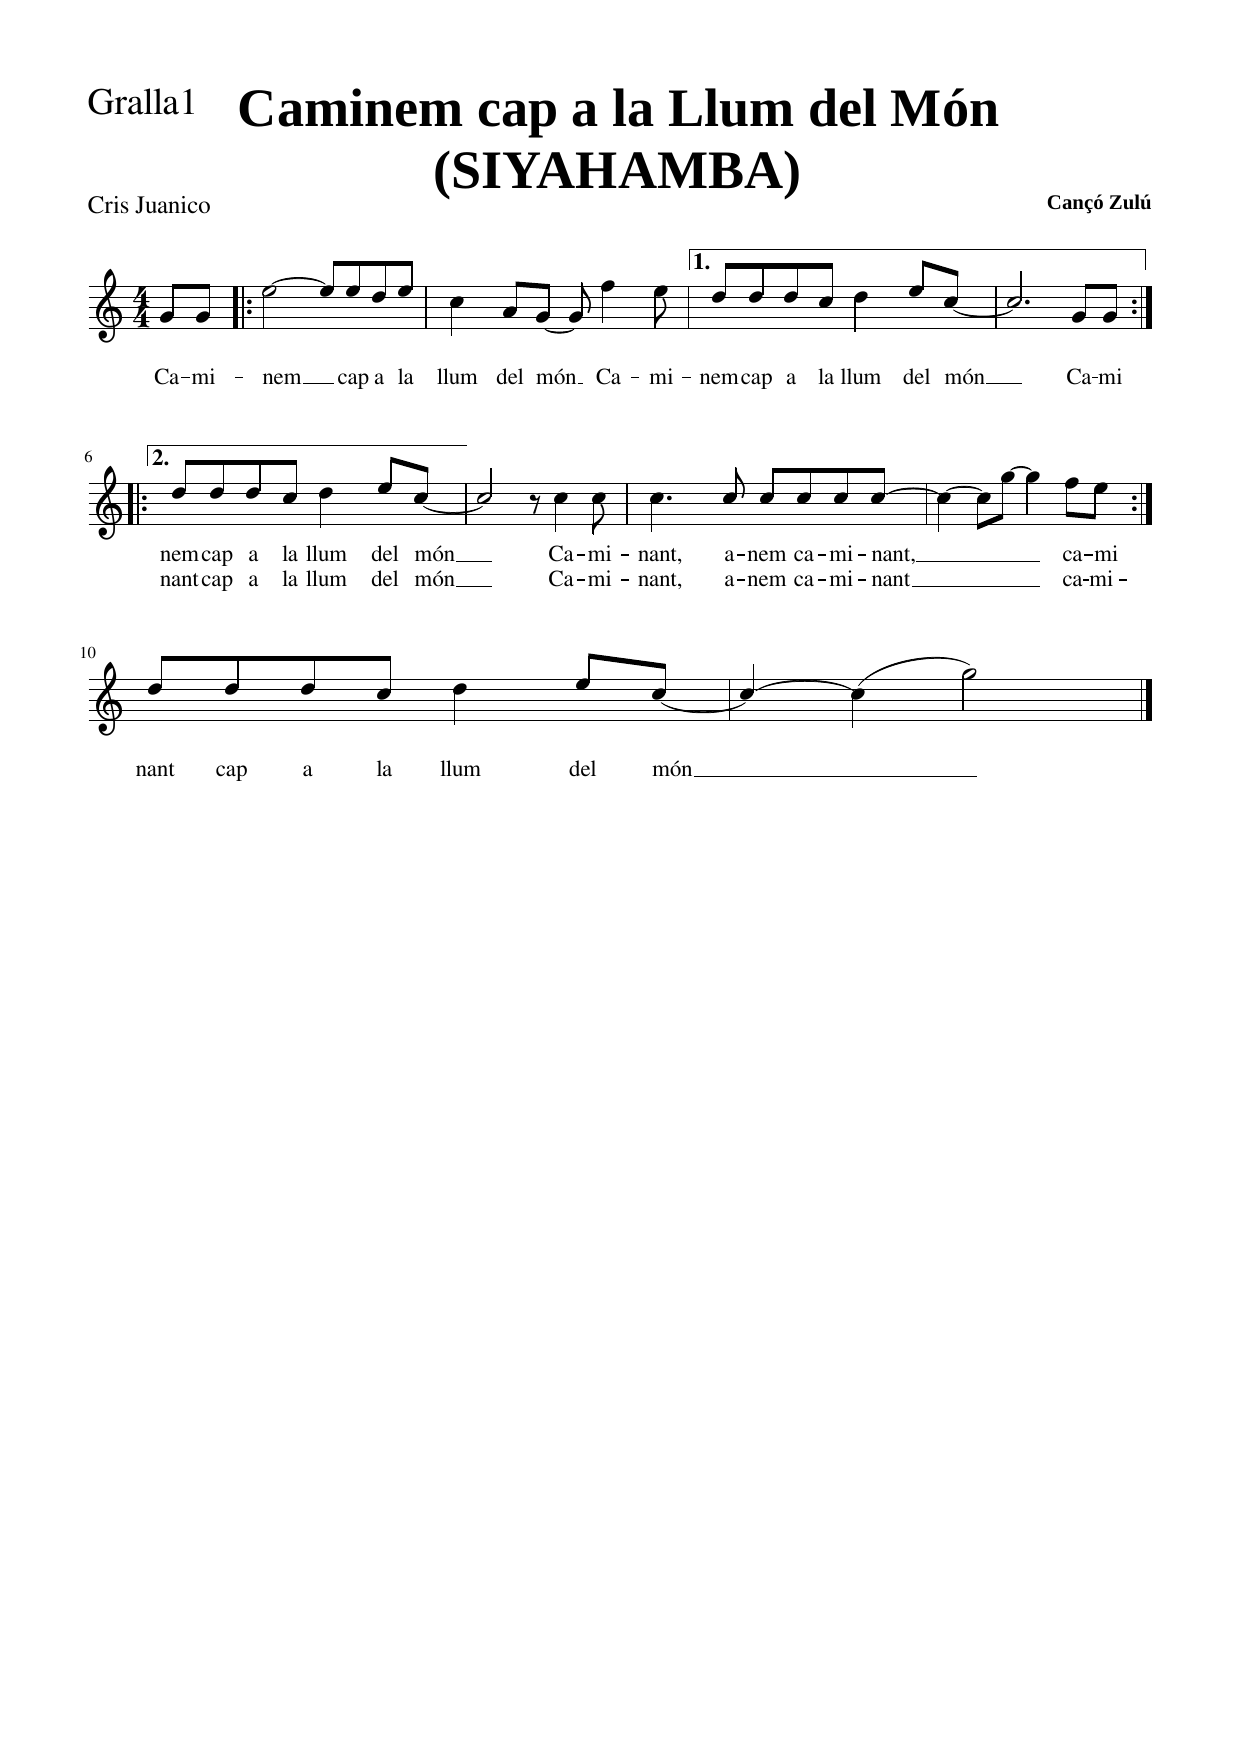 Gralla1
Caminem cap a la Llum del Món
(SIYAHAMBA)
Cris Juanico
Cançó Zulú
1.
4
4
Ca-mi - nem cap a la llum del món Ca - mi - nem cap a la llum del món Ca-mi
6
2.
nem cap a la llum del món Ca-mi - nant, a-nem ca-mi-nant, ca-mi
nant cap a la llum del món Ca-mi - nant, a-nem ca-mi-nant ca-mi -
10
nant cap a la llum del món